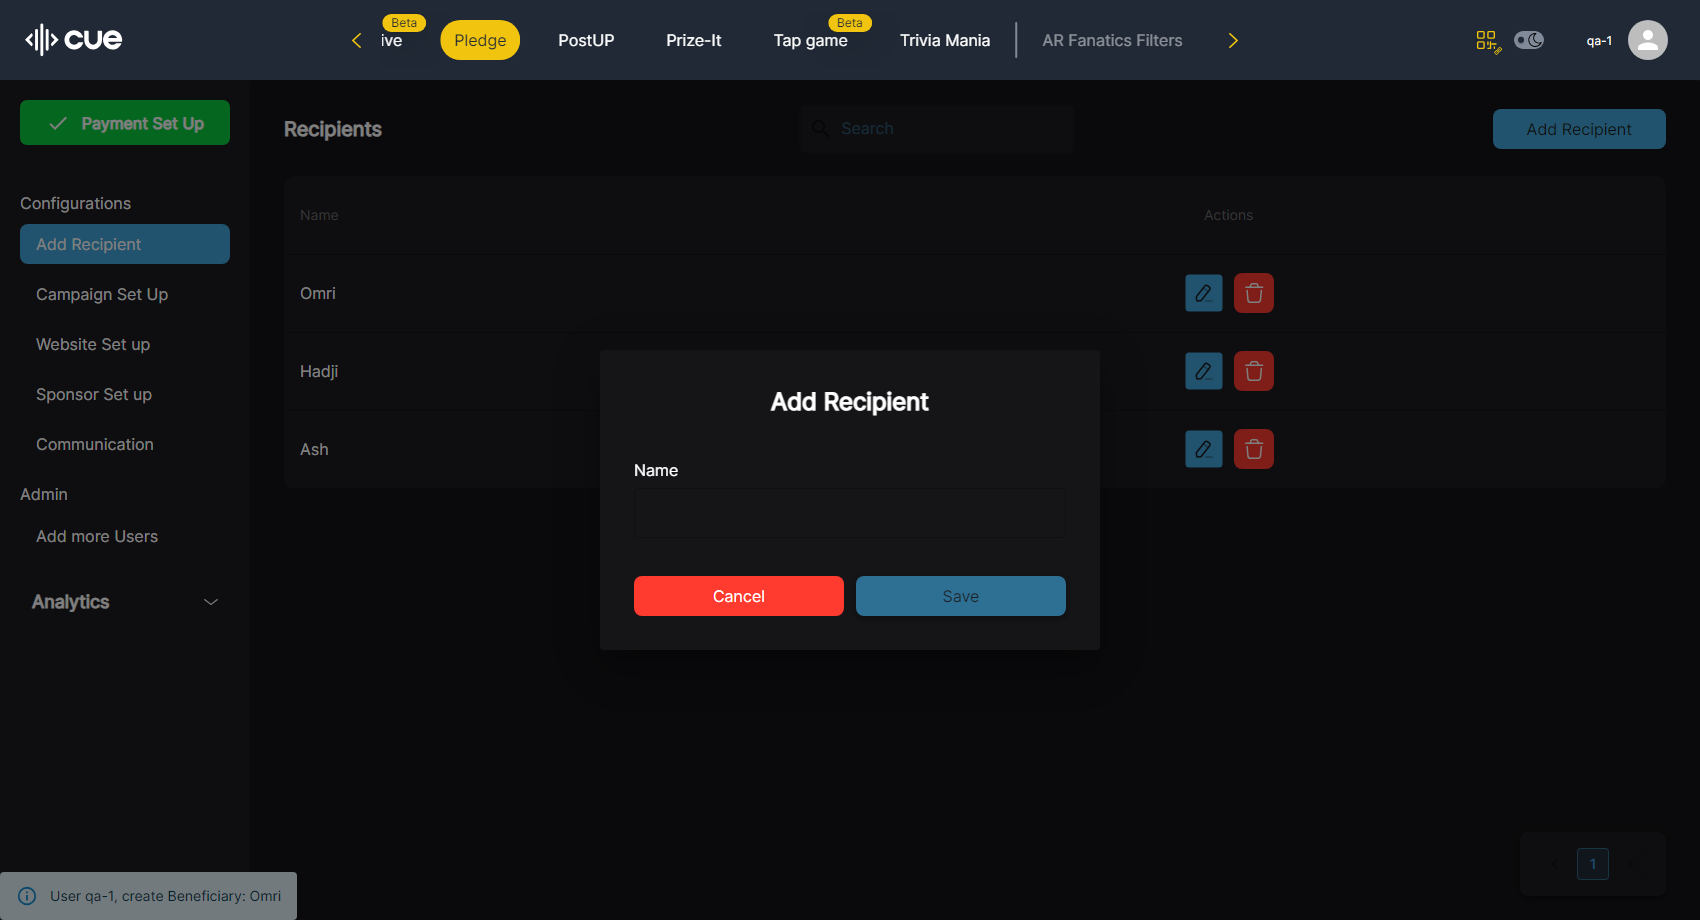 cue
ive
Beta
Pledge
PostUP
Prize-It
Tap game
Beta
Trivia Mania
AR Fanatics Filters
qa-1
Payment Set Up
Recipients
Search
Add Recipient
Configurations
Add Recipient
Campaign Set Up
Website Set up
Sponsor Set up
Communication
Admin
Add more Users
Analytics
Name
Actions
Omri
Hadji
Ash
Add Recipient
Name
Cancel
Save
1
User qa-1, create Beneficiary: Omri